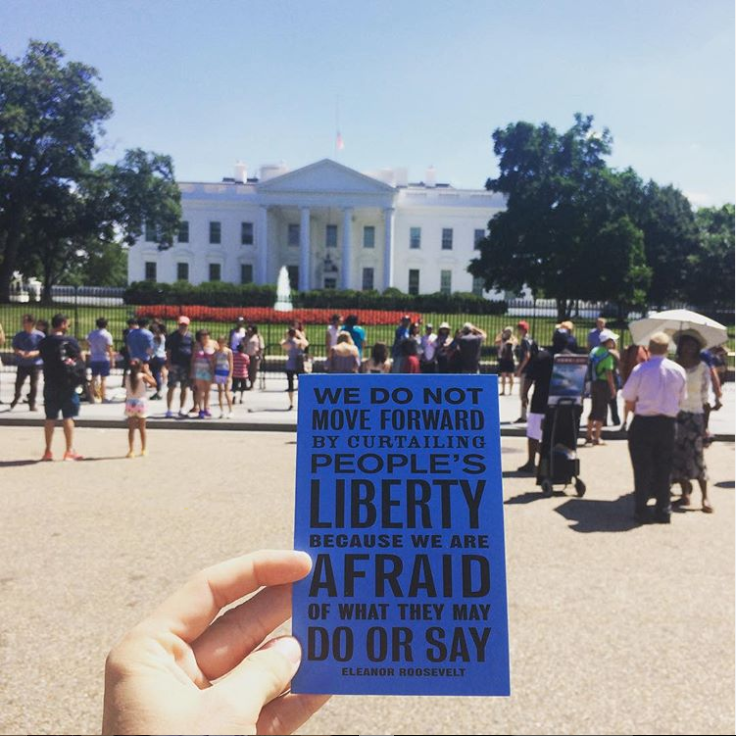 WE DO NOT
MOVE FORWARD
BY CURTAILING
PEOPLE'S
LIBERTY
BECAUSE WE ARE
AFRAID
OF WHAT THEY MAY
DO OR SAY
ELEANOR ROOSEVELT